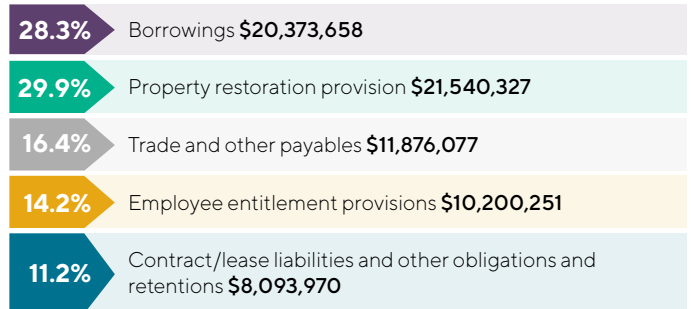 28.3% Borrowings $20,373,658
29.9% Property restoration provision $21,540,327
16.4% Trade and other payables $11,876,077
14.2% Employee entitlement provisions $10,200,251
11.2% Contract/lease liabilities and other obligations and
retentions $8,093,970